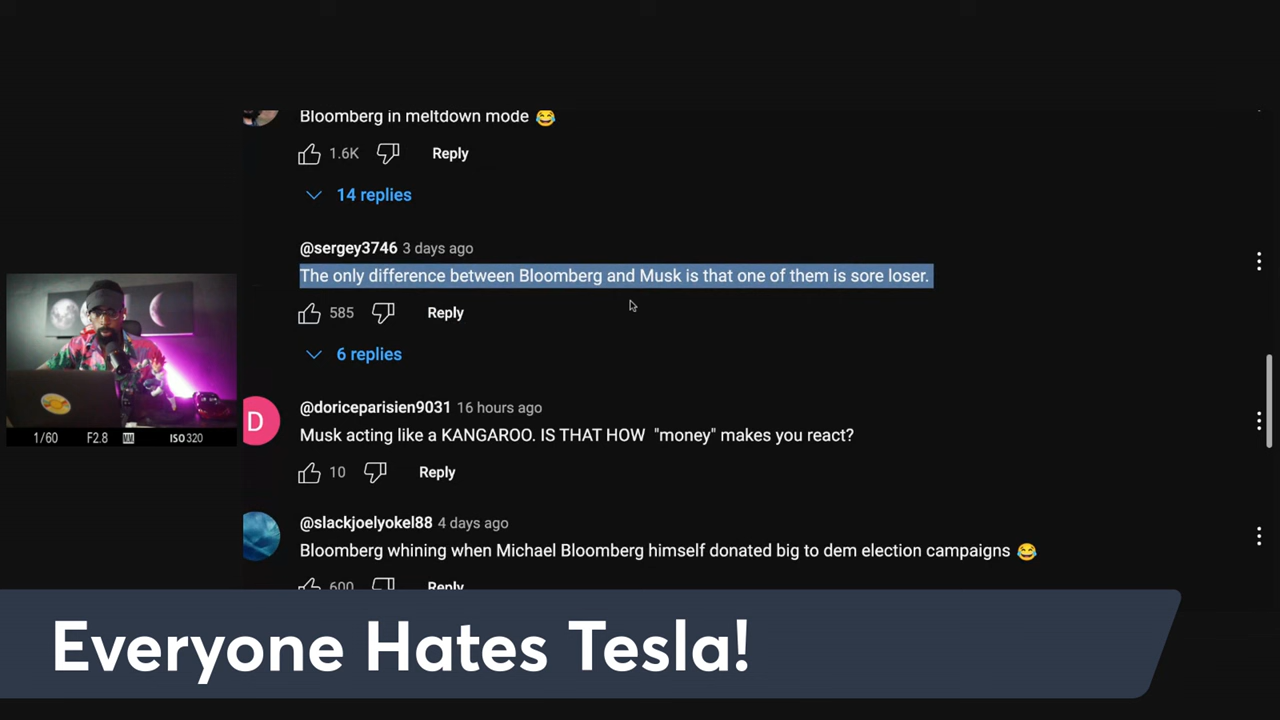 Bloomberg in meltdown mode 😂
1.6K Reply
14 replies
@sergey3746 3 days ago
The only difference between Bloomberg and Musk is that one of them is sore loser.
585 Reply
6 replies
D
@doriceparisien9031 16 hours ago
Musk acting like a KANGAROO. IS THAT HOW "money" makes you react?
10 Reply
@slackjoelyokel88 4 days ago
Bloomberg whining when Michael Bloomberg himself donated big to dem election campaigns 😂
600 Reply
1/60 F2.8 ISO 320
Everyone Hates Tesla!